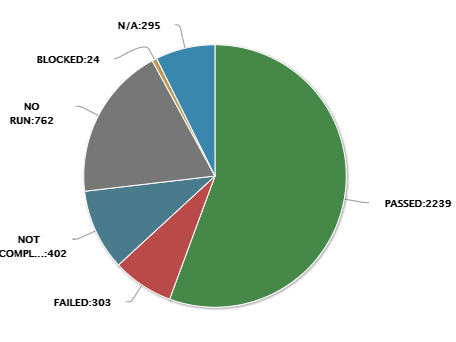 N/A:295
BLOCKED:24
NO
RUN:762
PASSED:2239
NOT
COMPL...:402
FAILED:303